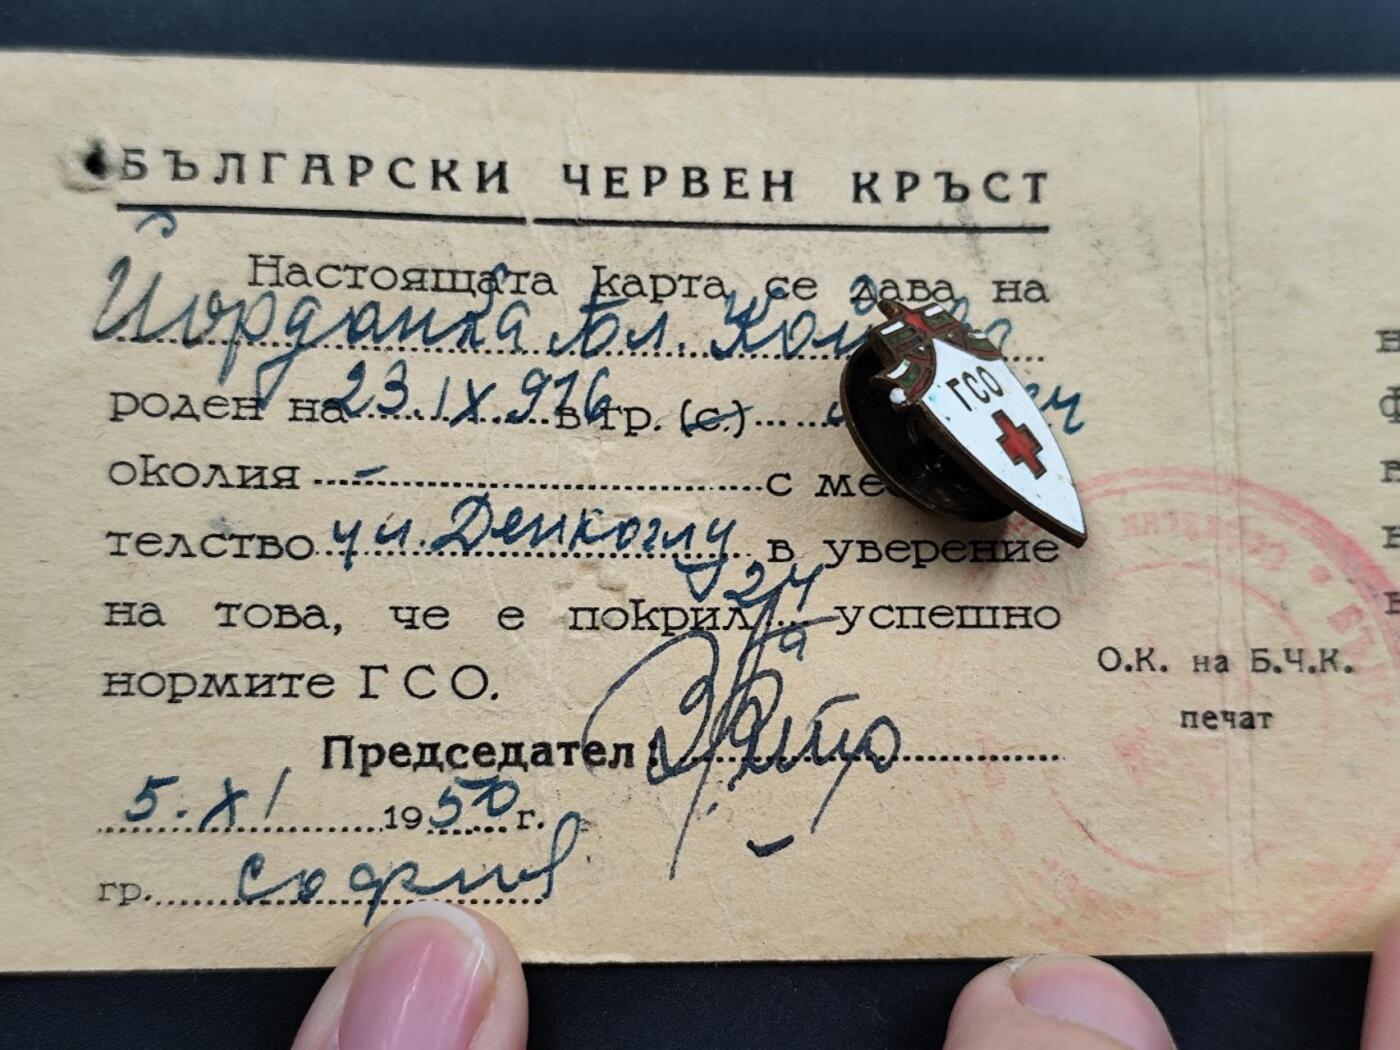 БЪЛГАРСКИ ЧЕРВЕН КРЪСТ
Настоящата карта се дава на
Йорданка Бл.
роден на 23.IX.916 в гр. (с.)
околия - с ме
телство ул. Денкоглу 24 в уверение
на това, че е покрил/а успешно
нормите ГСО.
Председател:
5.XI 1950 г.
гр. София
ГСО
О.К. на Б.Ч.К.
печат